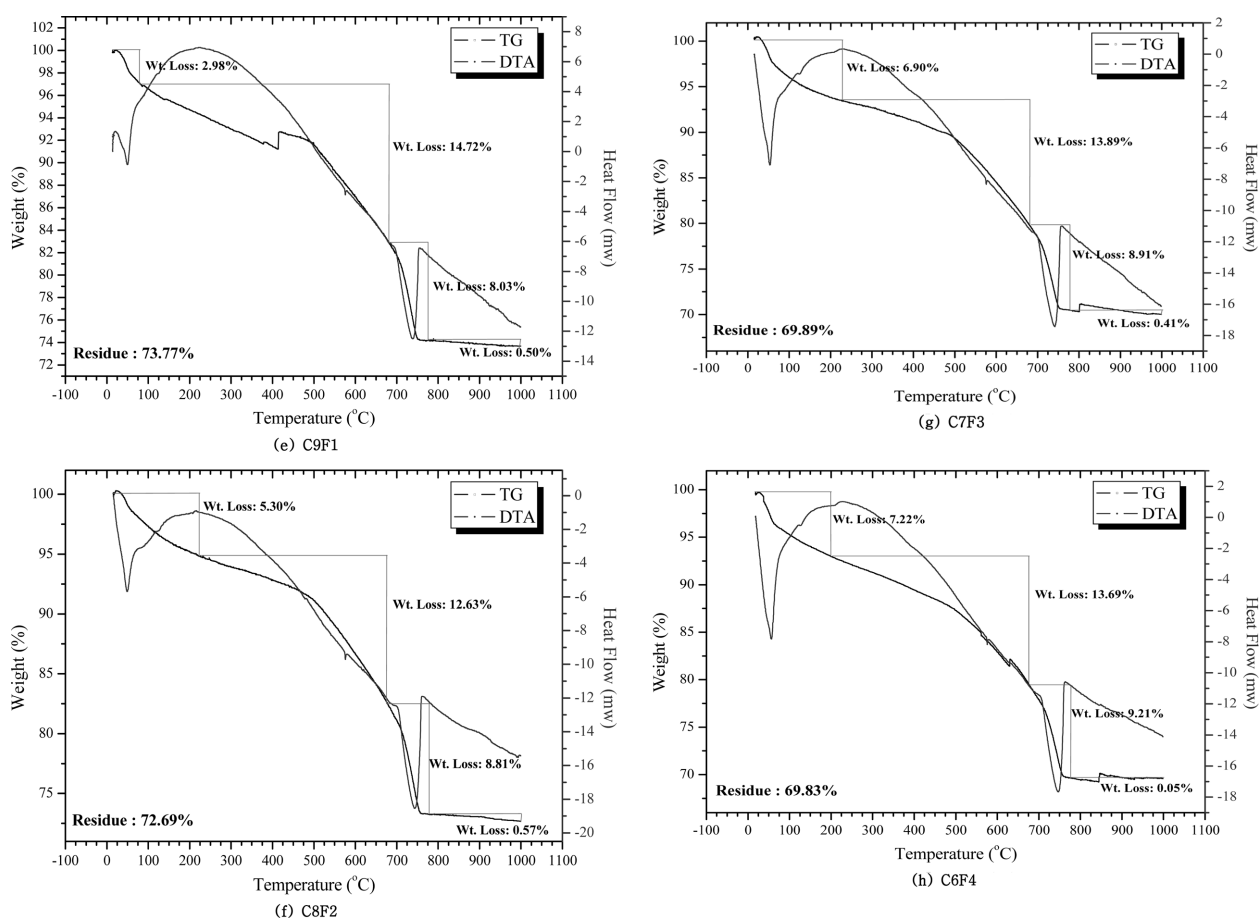 TG
DTA
Wt. Loss: 2.98%
Wt. Loss: 14.72%
Wt. Loss: 8.03%
Wt. Loss: 0.50%
Residue : 73.77%
Weight (%)
100
98
96
94
92
90
88
86
84
82
80
78
76
74
72
Heat Flow (mw)
8
6
4
2
0
-2
-4
-6
-8
-10
-12
-14
-100 0 100 200 300 400 500 600 700 800 900 1000 1100
Temperature (°C)
(e) C9F1
TG
DTA
Wt. Loss: 6.90%
Wt. Loss: 13.89%
Wt. Loss: 8.91%
Wt. Loss: 0.41%
Residue : 69.89%
Weight (%)
100
95
90
85
80
75
70
Heat Flow (mw)
2
0
-2
-4
-6
-8
-10
-12
-14
-16
-18
-100 0 100 200 300 400 500 600 700 800 900 1000 1100
Temperature (°C)
(g) C7F3
TG
DTA
Wt. Loss: 5.30%
Wt. Loss: 12.63%
Wt. Loss: 8.81%
Wt. Loss: 0.57%
Residue : 72.69%
Weight (%)
100
95
90
85
80
75
Heat Flow (mw)
0
-2
-4
-6
-8
-10
-12
-14
-16
-18
-20
-100 0 100 200 300 400 500 600 700 800 900 1000 1100
Temperature (°C)
(f) C8F2
TG
DTA
Wt. Loss: 7.22%
Wt. Loss: 13.69%
Wt. Loss: 9.21%
Wt. Loss: 0.05%
Residue : 69.83%
Weight (%)
100
95
90
85
80
75
70
Heat Flow (mw)
2
0
-2
-4
-6
-8
-10
-12
-14
-16
-18
-100 0 100 200 300 400 500 600 700 800 900 1000 1100
Temperature (°C)
(h) C6F4